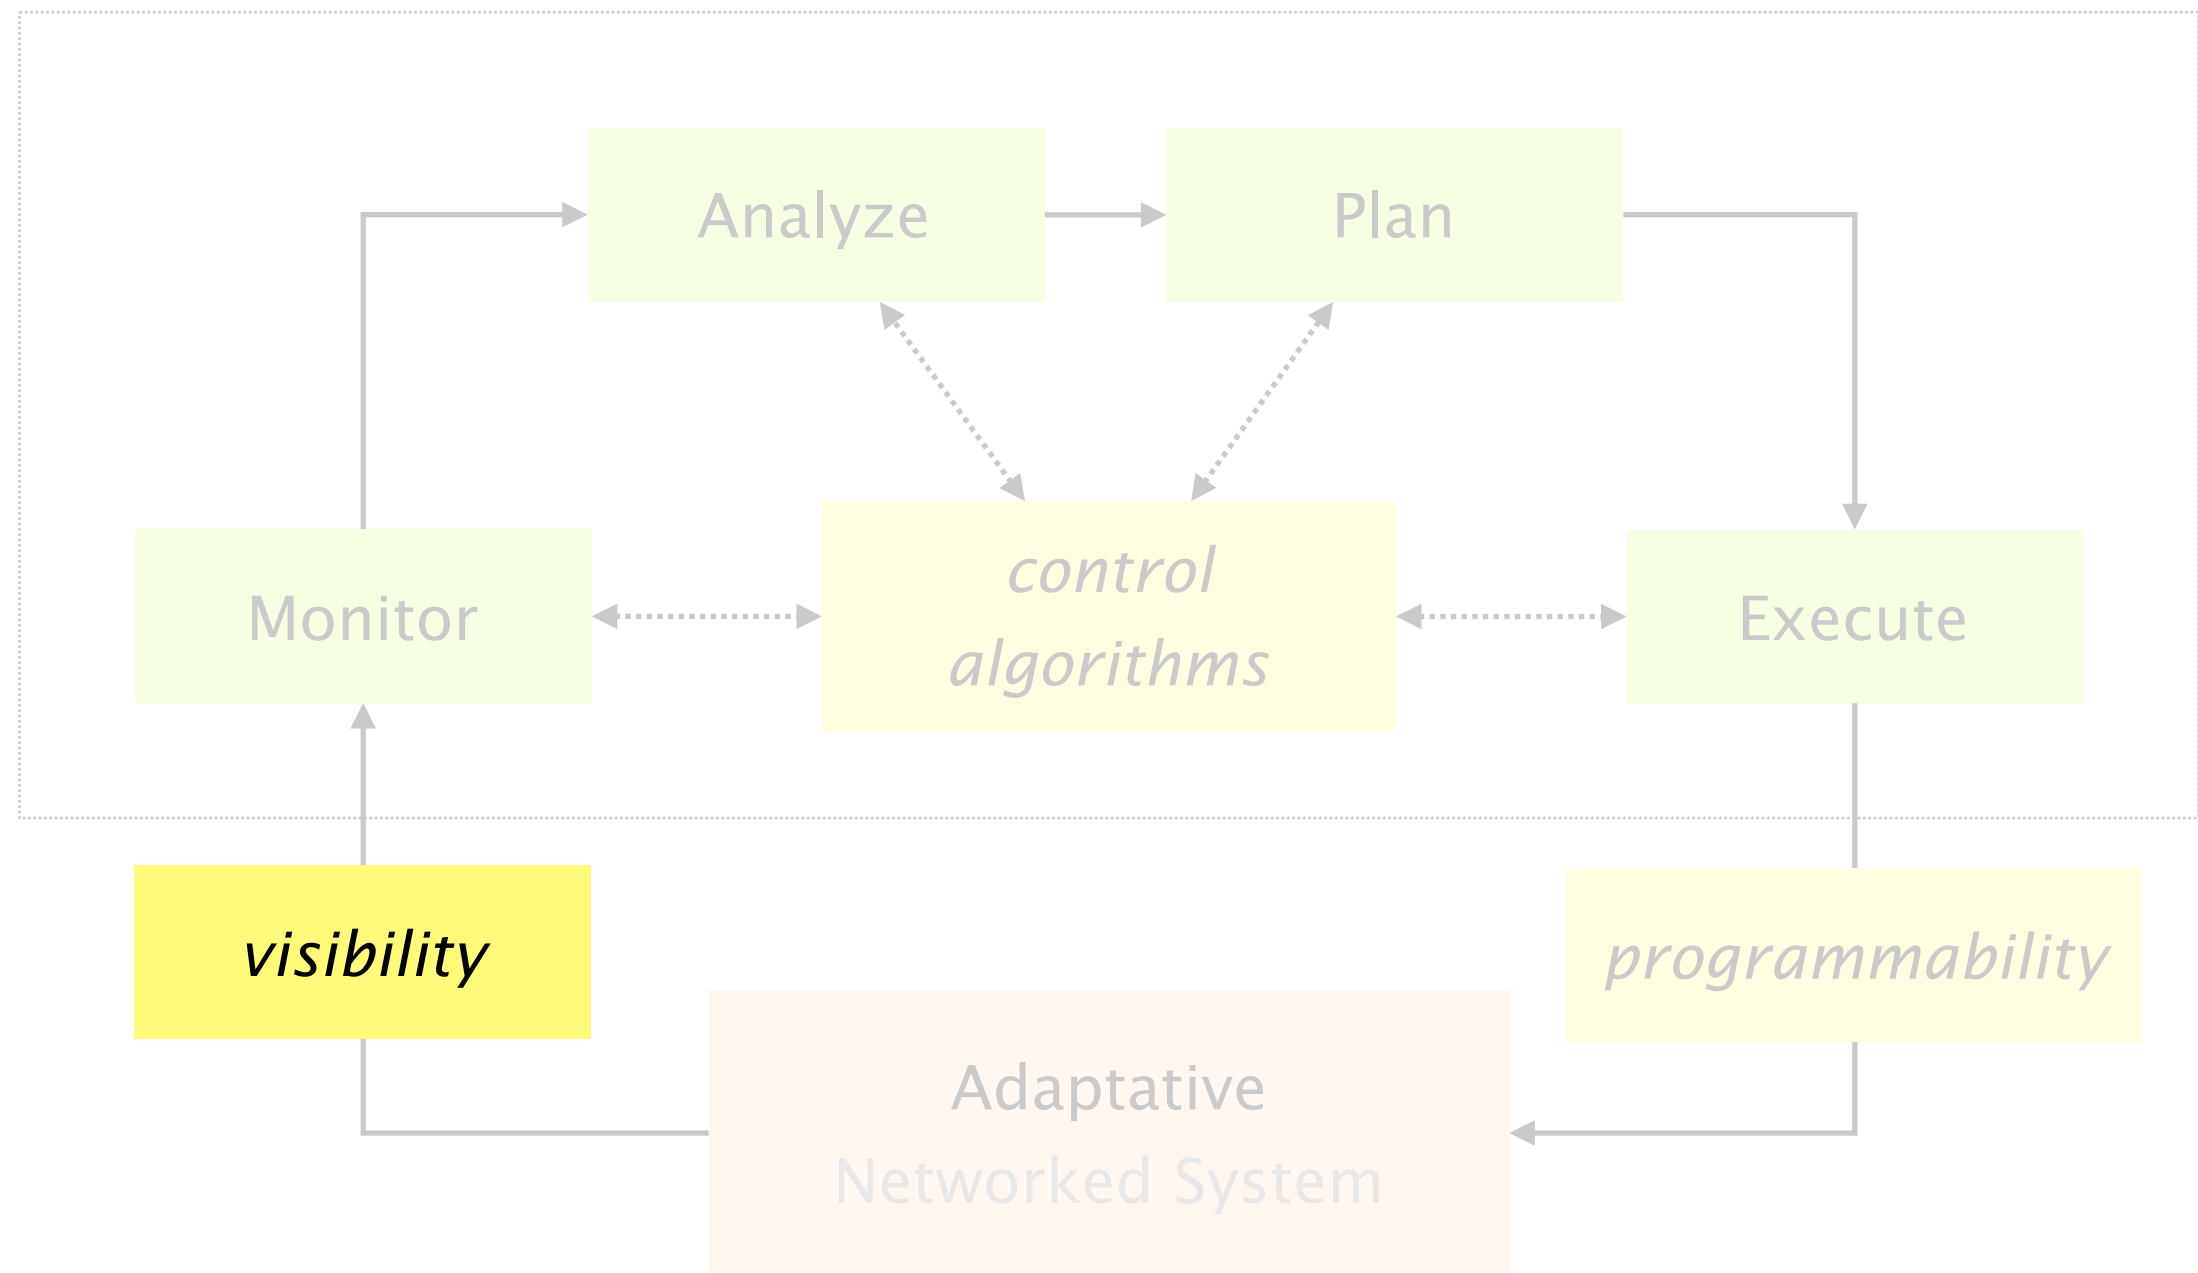 Analyze
Plan
control
algorithms
Monitor
Execute
visibility
programmability
Adaptative
Networked System